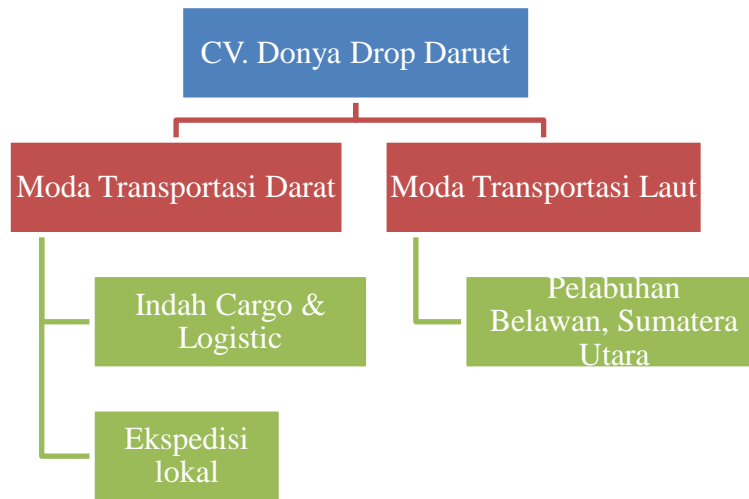 CV. Donya Drop Daruet
Moda Transportasi Darat
Moda Transportasi Laut
Indah Cargo &
Logistic
Pelabuhan
Belawan, Sumatera
Utara
Ekspedisi
lokal